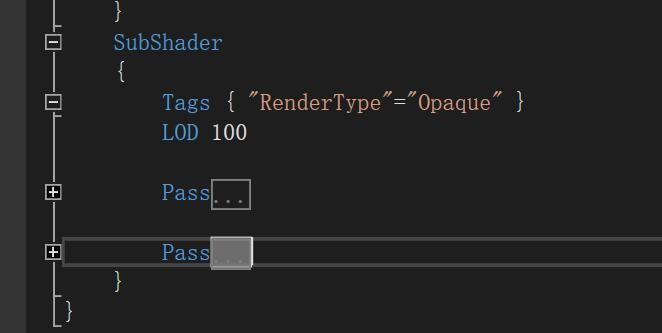 }
SubShader
{
Tags { "RenderType"="Opaque" }
LOD 100
Pass...
Pass...
}
}